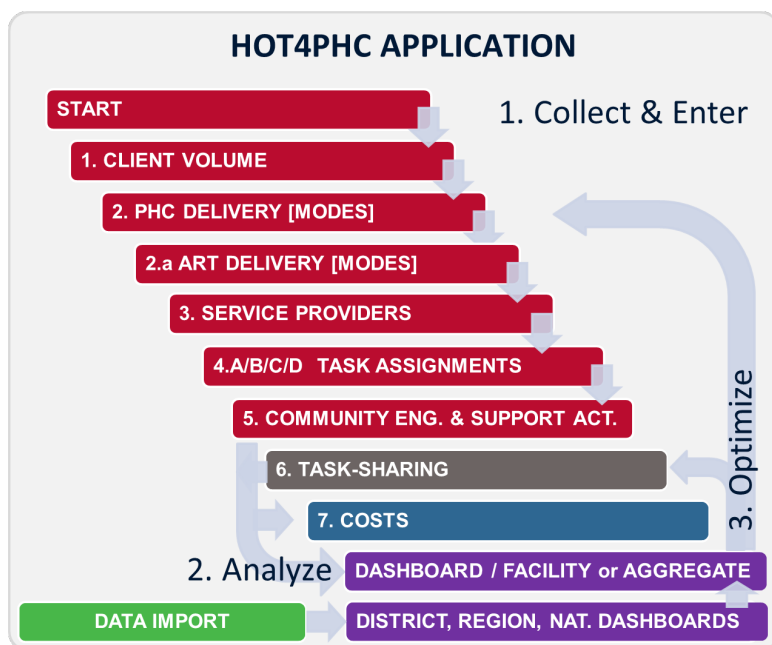 HOT4PHC APPLICATION
START
1. Collect & Enter
1. CLIENT VOLUME
2. PHC DELIVERY [MODES]
2.a ART DELIVERY [MODES]
3. SERVICE PROVIDERS
4.A/B/C/D TASK ASSIGNMENTS
5. COMMUNITY ENG. & SUPPORT ACT.
6. TASK-SHARING
3. Optimize
7. COSTS
2. Analyze
DASHBOARD / FACILITY or AGGREGATE
DATA IMPORT
DISTRICT, REGION, NAT. DASHBOARDS